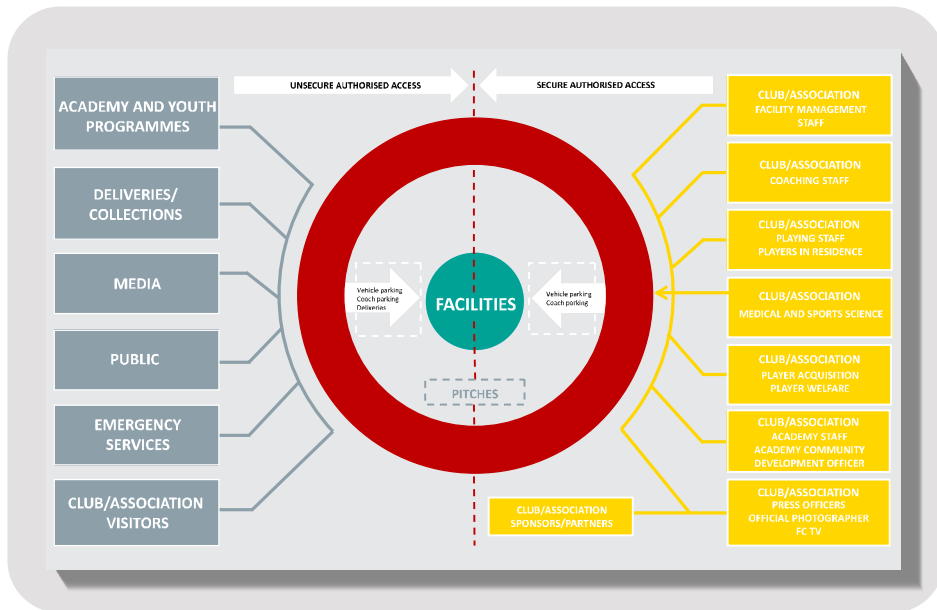 UNSECURE AUTHORISED ACCESS
SECURE AUTHORISED ACCESS
ACADEMY AND YOUTH
PROGRAMMES
DELIVERIES/
COLLECTIONS
MEDIA
PUBLIC
EMERGENCY
SERVICES
CLUB/ASSOCIATION
VISITORS
Vehicle parking
Coach parking
Deliveries
FACILITIES
Vehicle parking
Coach parking
PITCHES
CLUB/ASSOCIATION
SPONSORS/PARTNERS
CLUB/ASSOCIATION
FACILITY MANAGEMENT
STAFF
CLUB/ASSOCIATION
COACHING STAFF
CLUB/ASSOCIATION
PLAYING STAFF
PLAYERS IN RESIDENCE
CLUB/ASSOCIATION
MEDICAL AND SPORTS SCIENCE
CLUB/ASSOCIATION
PLAYER ACQUISITION
PLAYER WELFARE
CLUB/ASSOCIATION
ACADEMY STAFF
ACADEMY COMMUNITY
DEVELOPMENT OFFICER
CLUB/ASSOCIATION
PRESS OFFICERS
OFFICIAL PHOTOGRAPHER
FC TV